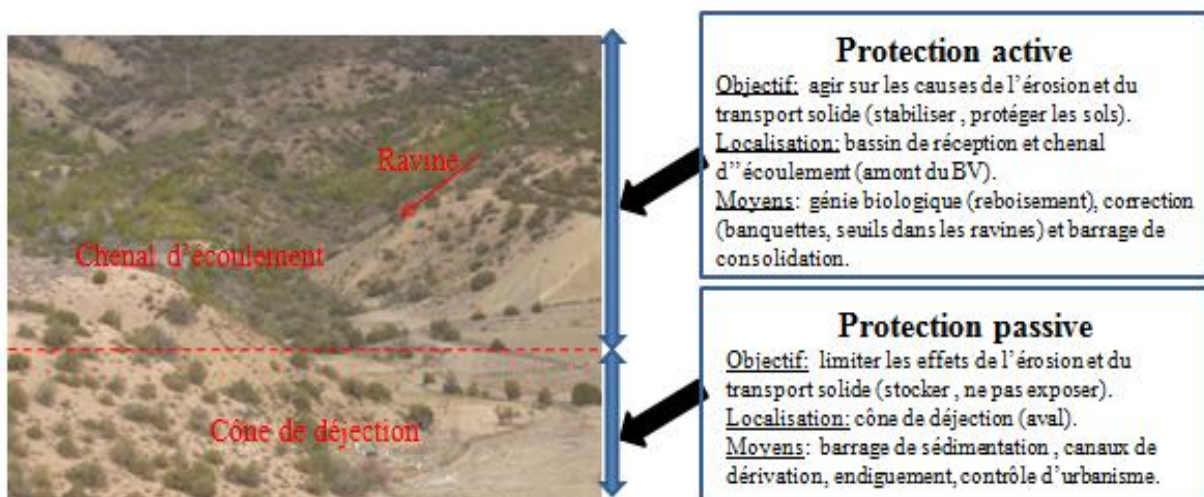 Ravine
Chenal d'écoulement
Cône de déjection
Protection active
Objectif: agir sur les causes de l'érosion et du
transport solide (stabiliser , protéger les sols).
Localisation: bassin de réception et chenal
d''écoulement (amont du BV).
Moyens: génie biologique (reboisement), correction
(banquettes, seuils dans les ravines) et barrage de
consolidation.
Protection passive
Objectif: limiter les effets de l'érosion et du
transport solide (stocker , ne pas exposer).
Localisation: cône de déjection (aval).
Moyens: barrage de sédimentation , canaux de
dérivation, endiguement, contrôle d'urbanisme.